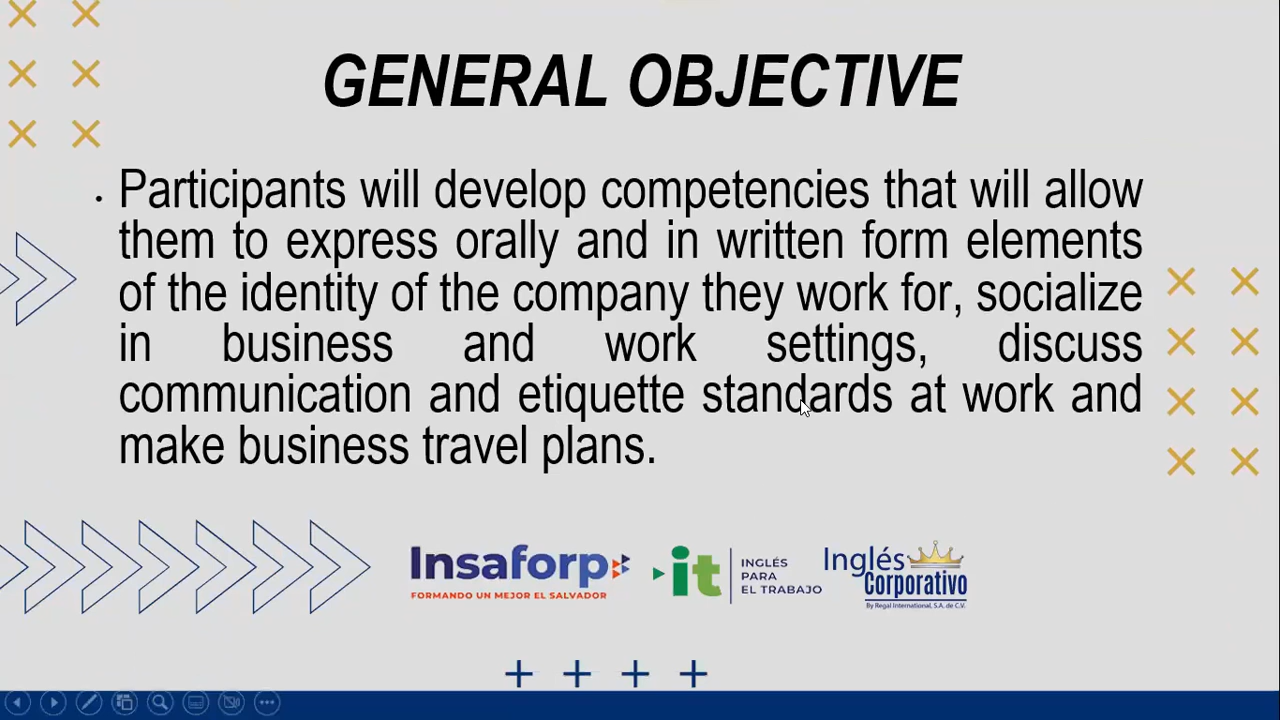 GENERAL OBJECTIVE
• Participants will develop competencies that will allow
them to express orally and in written form elements
of the identity of the company they work for, socialize
in business and work settings, discuss
communication and etiquette standards at work and
make business travel plans.
Insaforp
FORMANDO UN MEJOR EL SALVADOR
it
INGLÉS
PARA
EL TRABAJO
Inglés
Corporativo
By Regal International, S.A. de C.V.